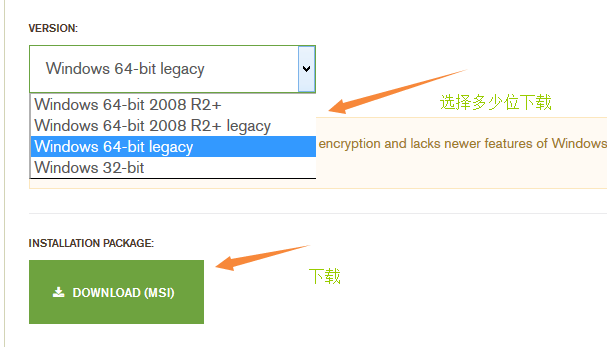 VERSION:
Windows 64-bit legacy
Windows 64-bit 2008 R2+
Windows 64-bit 2008 R2+ legacy
Windows 64-bit legacy
Windows 32-bit
选择多少位下载
encryption and lacks newer features of Windows
INSTALLATION PACKAGE:
DOWNLOAD (MSI)
下载